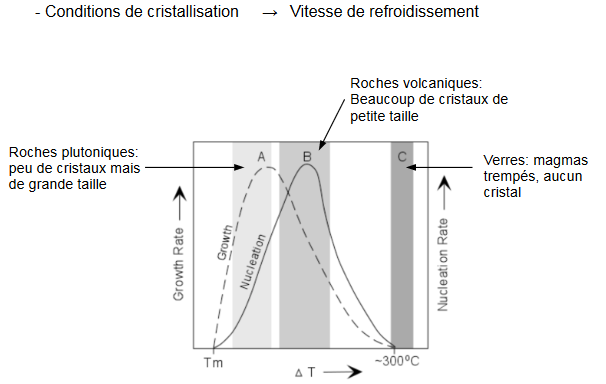 - Conditions de cristallisation → Vitesse de refroidissement
Roches volcaniques:
Beaucoup de cristaux de
petite taille
Roches plutoniques:
peu de cristaux mais
de grande taille
A
B
C
Verres: magmas
trempés, aucun
cristal
Growth Rate
Growth
Nucleation
Nucleation Rate
Tm
~300ºC
Δ T